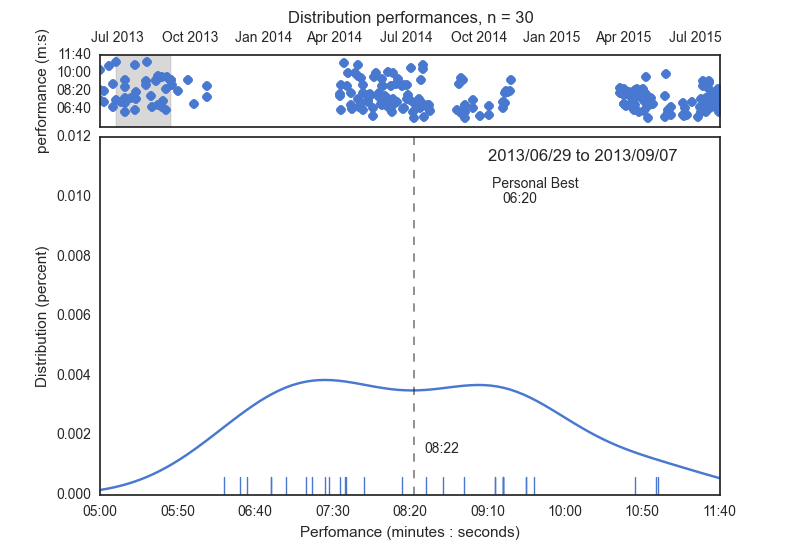 Distribution performances, n = 30
Jul 2013 Oct 2013 Jan 2014 Apr 2014 Jul 2014 Oct 2014 Jan 2015 Apr 2015 Jul 2015
performance (m:s)
11:40
10:00
08:20
06:40
Distribution (percent)
0.012
0.010
0.008
0.006
0.004
0.002
0.000
2013/06/29 to 2013/09/07
Personal Best
06:20
08:22
05:00 05:50 06:40 07:30 08:20 09:10 10:00 10:50 11:40
Perfomance (minutes : seconds)